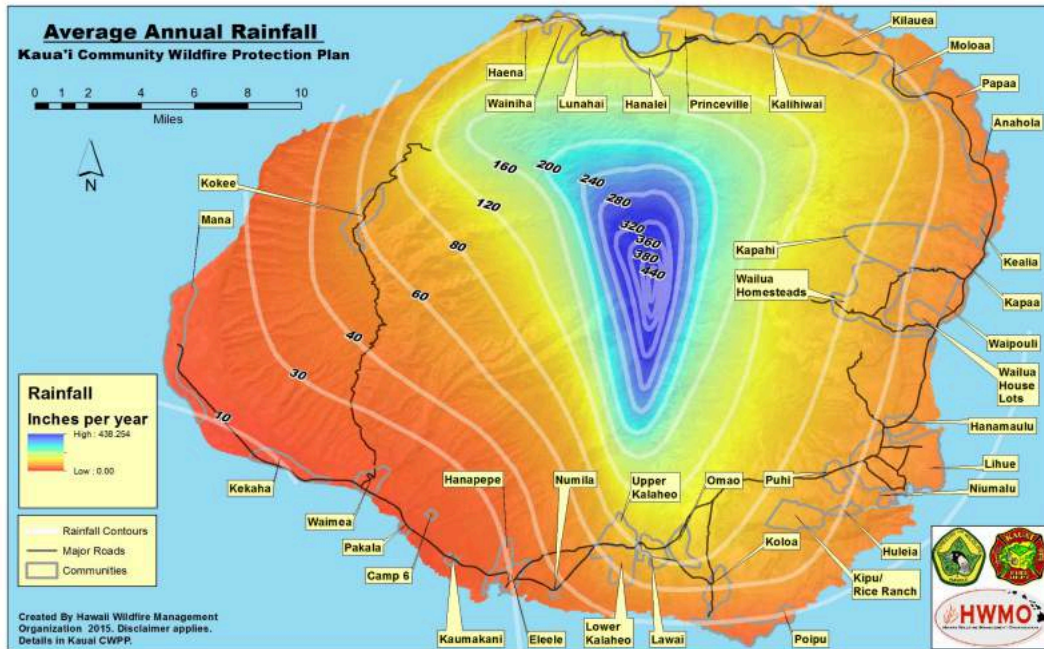 Average Annual Rainfall
Kaua'i Community Wildfire Protection Plan
0 1 2 4 6 8 10
Miles
N
Haena
Wainiha
Lunahai
Hanalei
Princeville
Kalihiwai
Kilauea
Moloaa
Papaa
Anahola
Kokee
Mana
160
200
240
280
320
360
380
440
120
80
60
40
30
10
Kapahi
Kealia
Wailua
Homesteads
Kapaa
Waipouli
Wailua
House
Lots
Hanamaulu
Lihue
Niumalu
Rainfall
Inches per year
High : 438.254
Low : 0.00
Rainfall Contours
Major Roads
Communities
Kekaha
Waimea
Pakala
Camp 6
Kaumakani
Hanapepe
Eleele
Numila
Upper
Kalaheo
Lower
Kalaheo
Lawai
Omao
Puhi
Koloa
Huleia
Kipu/
Rice Ranch
Poipu
Created By Hawaii Wildfire Management
Organization 2015. Disclaimer applies.
Details in Kauai CWPP.
KAUAI
FIRE
DEPT
HWMO